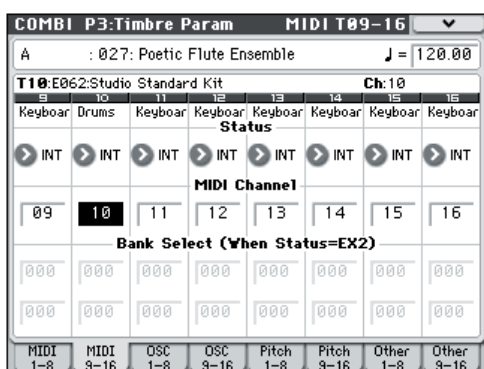 COMBI P3:Timbre Param MIDI T09-16
A : 027: Poetic Flute Ensemble ♩= 120.00
T10:E062:Studio Standard Kit Ch:10
9 10 11 12 13 14 15 16
Keyboar Drums Keyboar Keyboar Keyboar Keyboar Keyboar Keyboar
Status
INT INT INT INT INT INT INT INT
MIDI Channel
09 10 11 12 13 14 15 16
Bank Select (When Status=EX2)
000 000 000 000 000 000 000 000
000 000 000 000 000 000 000 000
MIDI MIDI OSC OSC Pitch Pitch Other Other
1-8 9-16 1-8 9-16 1-8 9-16 1-8 9-16